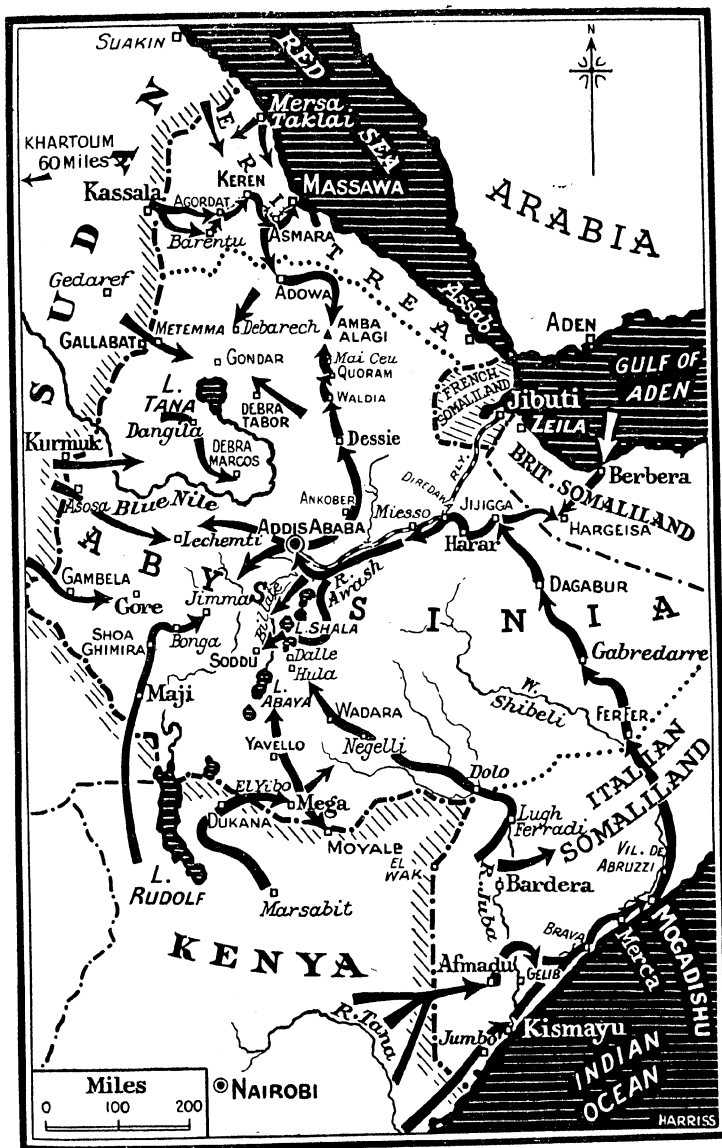 SUAKIN
RED
SEA
N
Mersa
Taklai
KHARTOUM
60 Miles
ERITREA
KEREN
MASSAWA
Kassala
AGORDAT
Barentu
ASMARA
ARABIA
SUDAN
Gedaref
ADOWA
Assab
ADEN
GULF OF
ADEN
METEMMA
Debarech
AMBA
ALAGI
GALLABAT
GONDAR
Mai Ceu
QUORAM
FRENCH
SOMALILAND
L.
TANA
DEBRA
TABOR
WALDIA
Jibuti
ZEILA
Dangila
Dessie
Kurmuk
DEBRA
MARCOS
RLY.
BRIT. SOMALILAND
Berbera
Asosa
Blue Nile
ANKOBER
DIREDAWA
Miesso
JIJIGGA
HARGEISA
Lechemti
ADDIS ABABA
Harar
ABYSSINIA
R. Awash
GAMBELA
Gore
Jimma
Billate
DAGABUR
L. SHALA
SHOA
GHIMIRA
Bonga
SODDU
Dalle
Hula
Gabredarre
Maji
L.
ABAYA
WADARA
W.
Shibeli
FERFER
YAVELLO
Negelli
ITALIAN
SOMALILAND
El Yibo
Mega
Dolo
DUKANA
Lugh
Ferradi
MOYALE
EL
WAK
VIL. DE
ABRUZZI
L.
RUDOLF
Marsabit
R. Juba
Bardera
KENYA
BRAVA
Merca
MOGADISHU
Afmadu
GELIB
R. Tana
Jumbo
Kismayu
INDIAN
OCEAN
Miles
0 100 200
NAIROBI
HARRISS